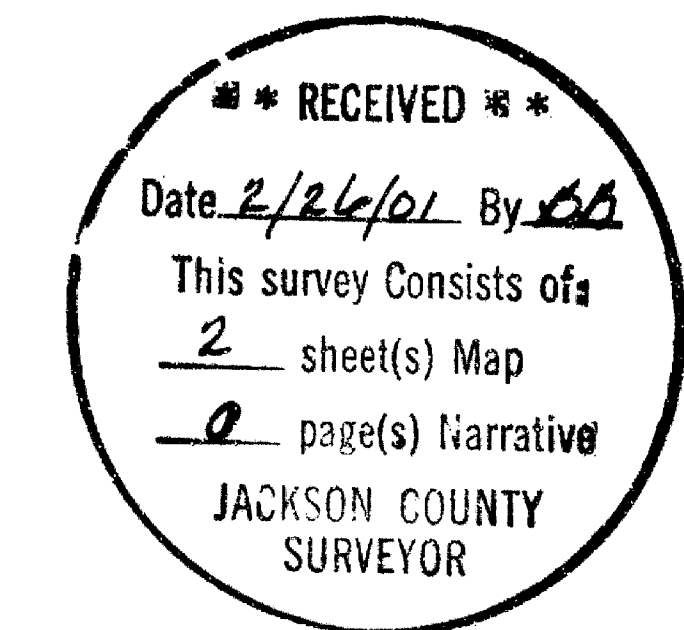 * * RECEIVED * *
Date 2/26/01 By BB
This survey Consists of:
2 sheet(s) Map
0 page(s) Narrative
JACKSON COUNTY
SURVEYOR